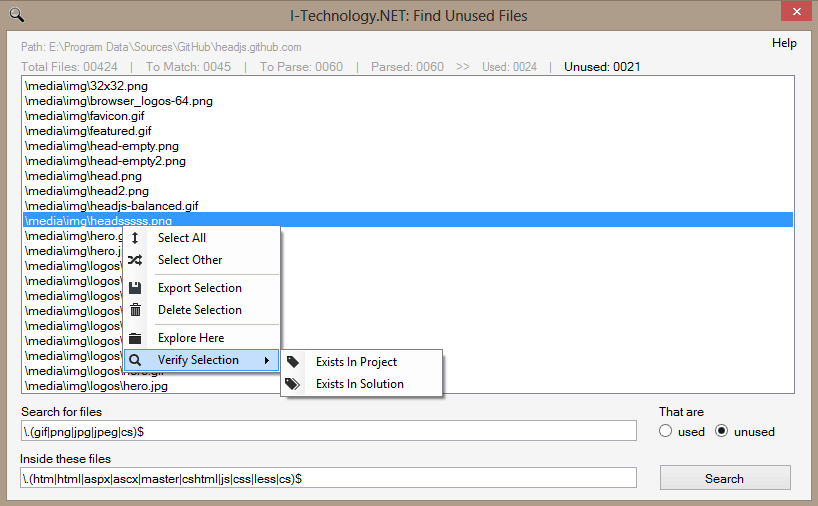 I-Technology.NET: Find Unused Files
Path: E:\Program Data\Sources\GitHub\headjs.github.com
Help
Total Files: 00424 | To Match: 0045 | To Parse: 0060 | Parsed: 0060 >> Used: 0024 | Unused: 0021
\media\img\32x32.png
\media\img\browser_logos-64.png
\media\img\favicon.gif
\media\img\featured.gif
\media\img\head-empty.png
\media\img\head-empty2.png
\media\img\head.png
\media\img\head2.png
\media\img\headjs-balanced.gif
\media\img\headsssss.png
\media\img\hero.g
\media\img\hero.j
\media\img\logos\
\media\img\logos\
\media\img\logos\
\media\img\logos\
\media\img\logos\
\media\img\logos\
\media\img\logos\hero.gif
\media\img\logos\hero.jpg
Select All
Select Other
Export Selection
Delete Selection
Explore Here
Verify Selection
Exists In Project
Exists In Solution
Search for files
\.(gif|png|jpg|jpeg|cs)$
That are
used unused
Inside these files
\.(htm|html|aspx|ascx|master|cshtml|js|css|less|cs)$
Search